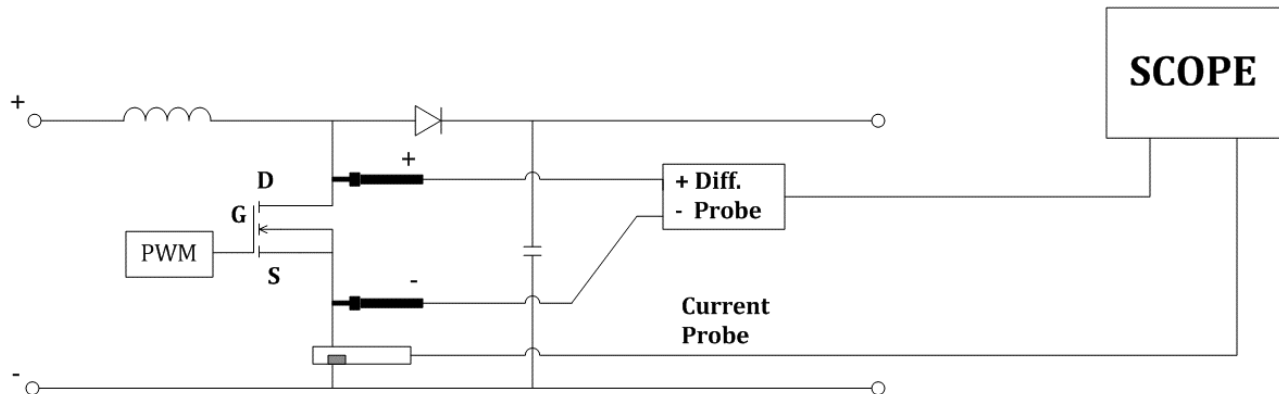 SCOPE
+
+
D
+ Diff.
- Probe
G
PWM
S
-
Current
Probe
-